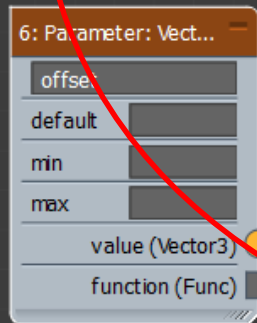 6: Parameter: Vect...
offset
default
min
max
value (Vector3)
function (Func)